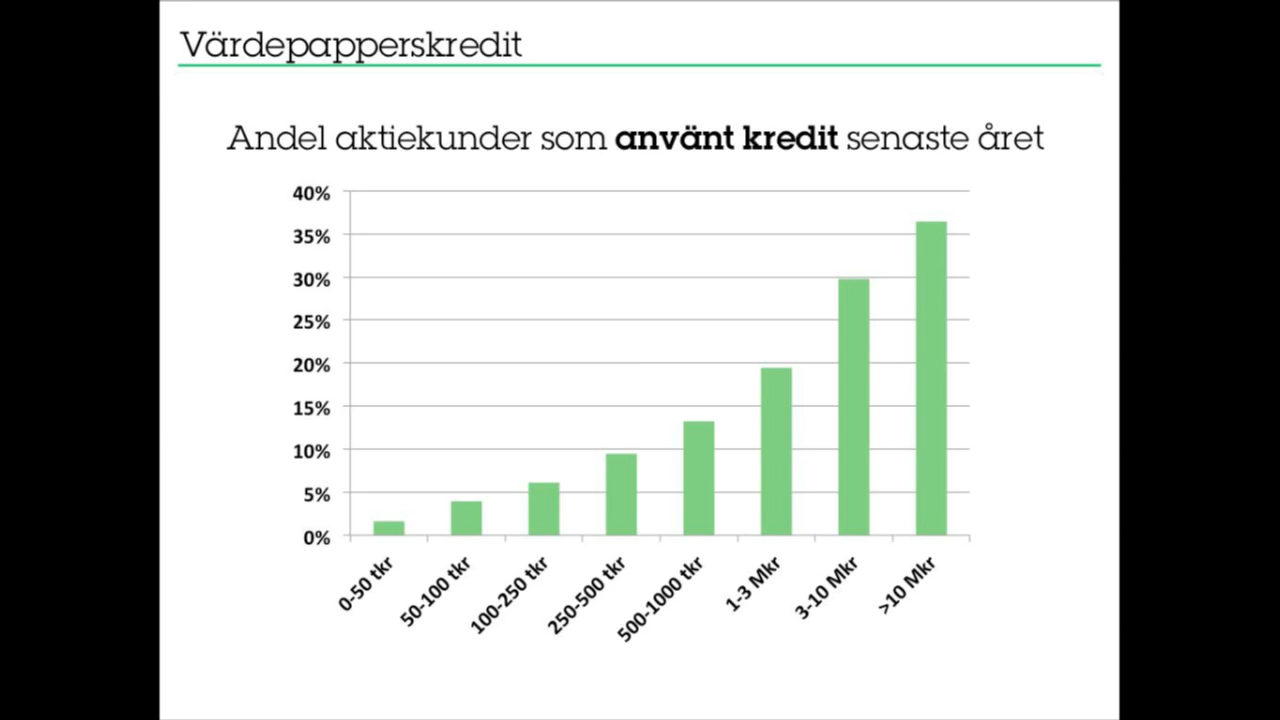 Värdepapperskredit
Andel aktiekunder som använt kredit senaste året
40%
35%
30%
25%
20%
15%
10%
5%
0%
0-50 tkr
50-100 tkr
100-250 tkr
250-500 tkr
500-1000 tkr
1-3 Mkr
3-10 Mkr
>10 Mkr